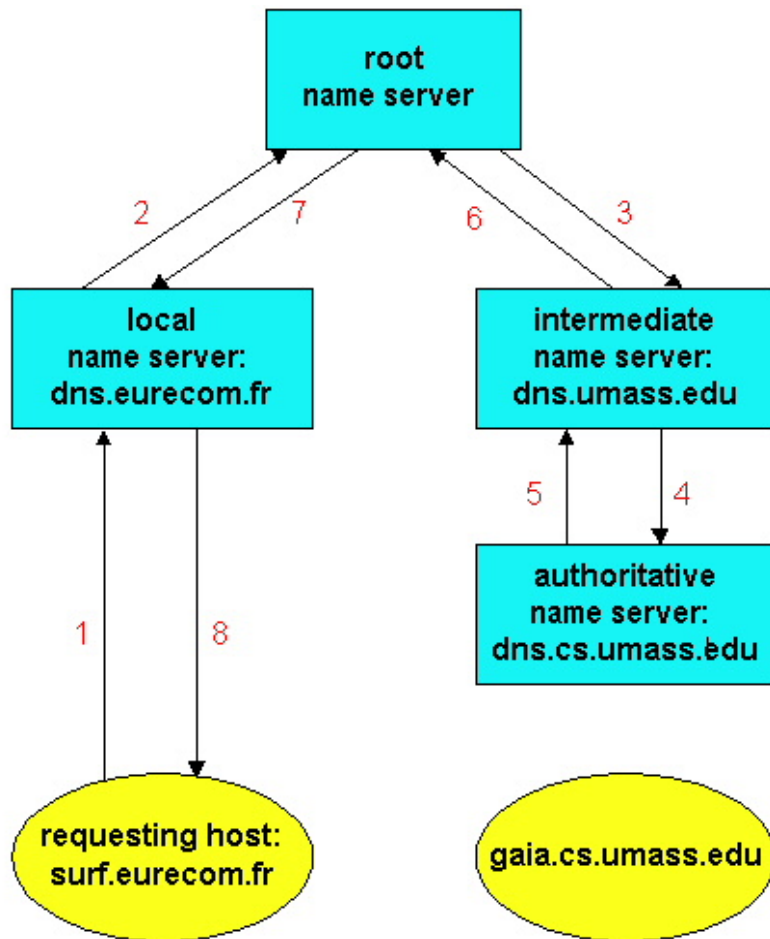 root
name server
2
7
6
3
local
name server:
dns.eurecom.fr
intermediate
name server:
dns.umass.edu
5
4
authoritative
name server:
dns.cs.umass.edu
1
8
requesting host:
surf.eurecom.fr
gaia.cs.umass.edu